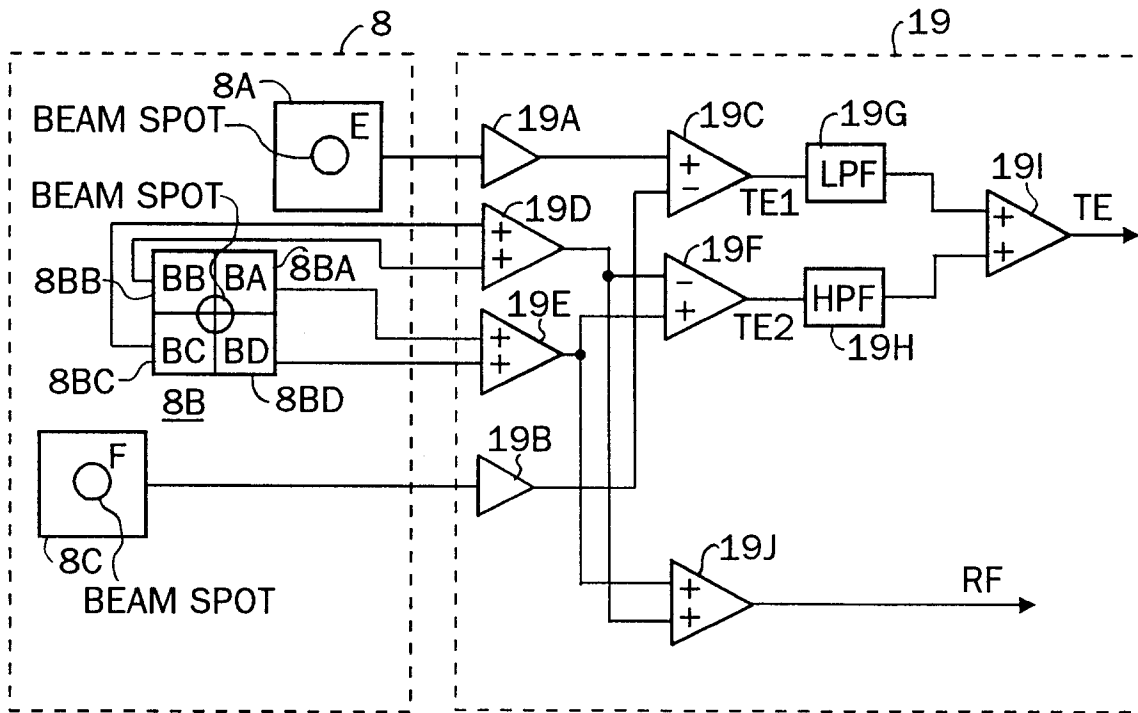 8
19
8A
BEAM SPOT
E
19A
19C
19G
+
−
LPF
19I
TE1
TE
BEAM SPOT
19D
+
+
+
+
8BB
BB
BA
8BA
19F
−
+
HPF
TE2
19H
19E
+
+
BC
BD
8BC
8B
8BD
F
19B
8C
BEAM SPOT
19J
+
+
RF